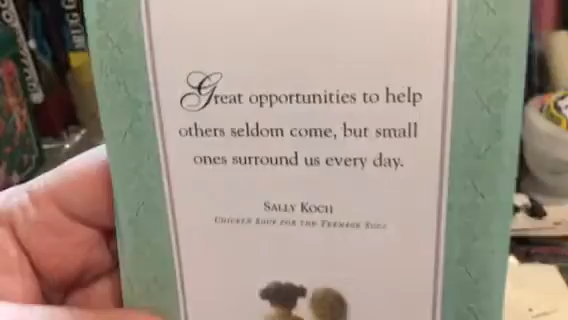 Great opportunities to help
others seldom come, but small
ones surround us every day.
SALLY KOCH
CHICKEN SOUP FOR THE TEENAGE SOUL